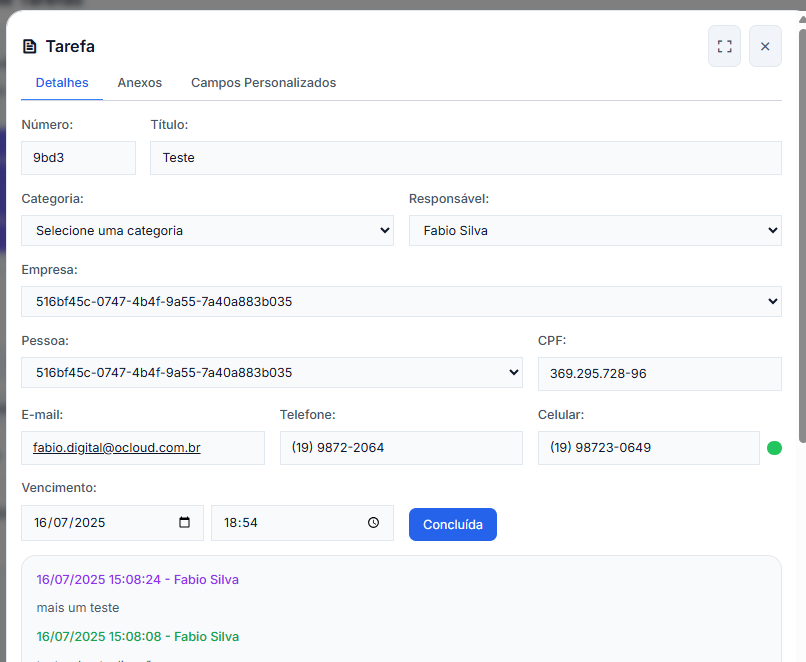 Tarefa
Detalhes Anexos Campos Personalizados
Número: Título:
9bd3 Teste
Categoria: Responsável:
Selecione uma categoria Fabio Silva
Empresa:
516bf45c-0747-4b4f-9a55-7a40a883b035
Pessoa: CPF:
516bf45c-0747-4b4f-9a55-7a40a883b035 369.295.728-96
E-mail: Telefone: Celular:
fabio.digital@ocloud.com.br (19) 9872-2064 (19) 98723-0649
Vencimento:
16/07/2025 18:54 Concluída
16/07/2025 15:08:24 - Fabio Silva
mais um teste
16/07/2025 15:08:08 - Fabio Silva